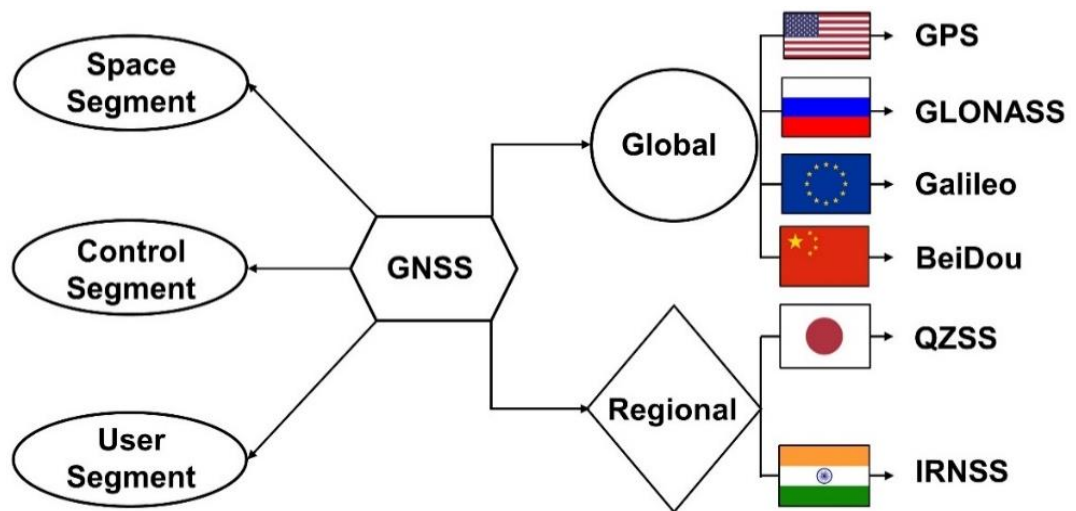 Space
Segment
Control
Segment
User
Segment
GNSS
Global
GPS
GLONASS
Galileo
BeiDou
Regional
QZSS
IRNSS